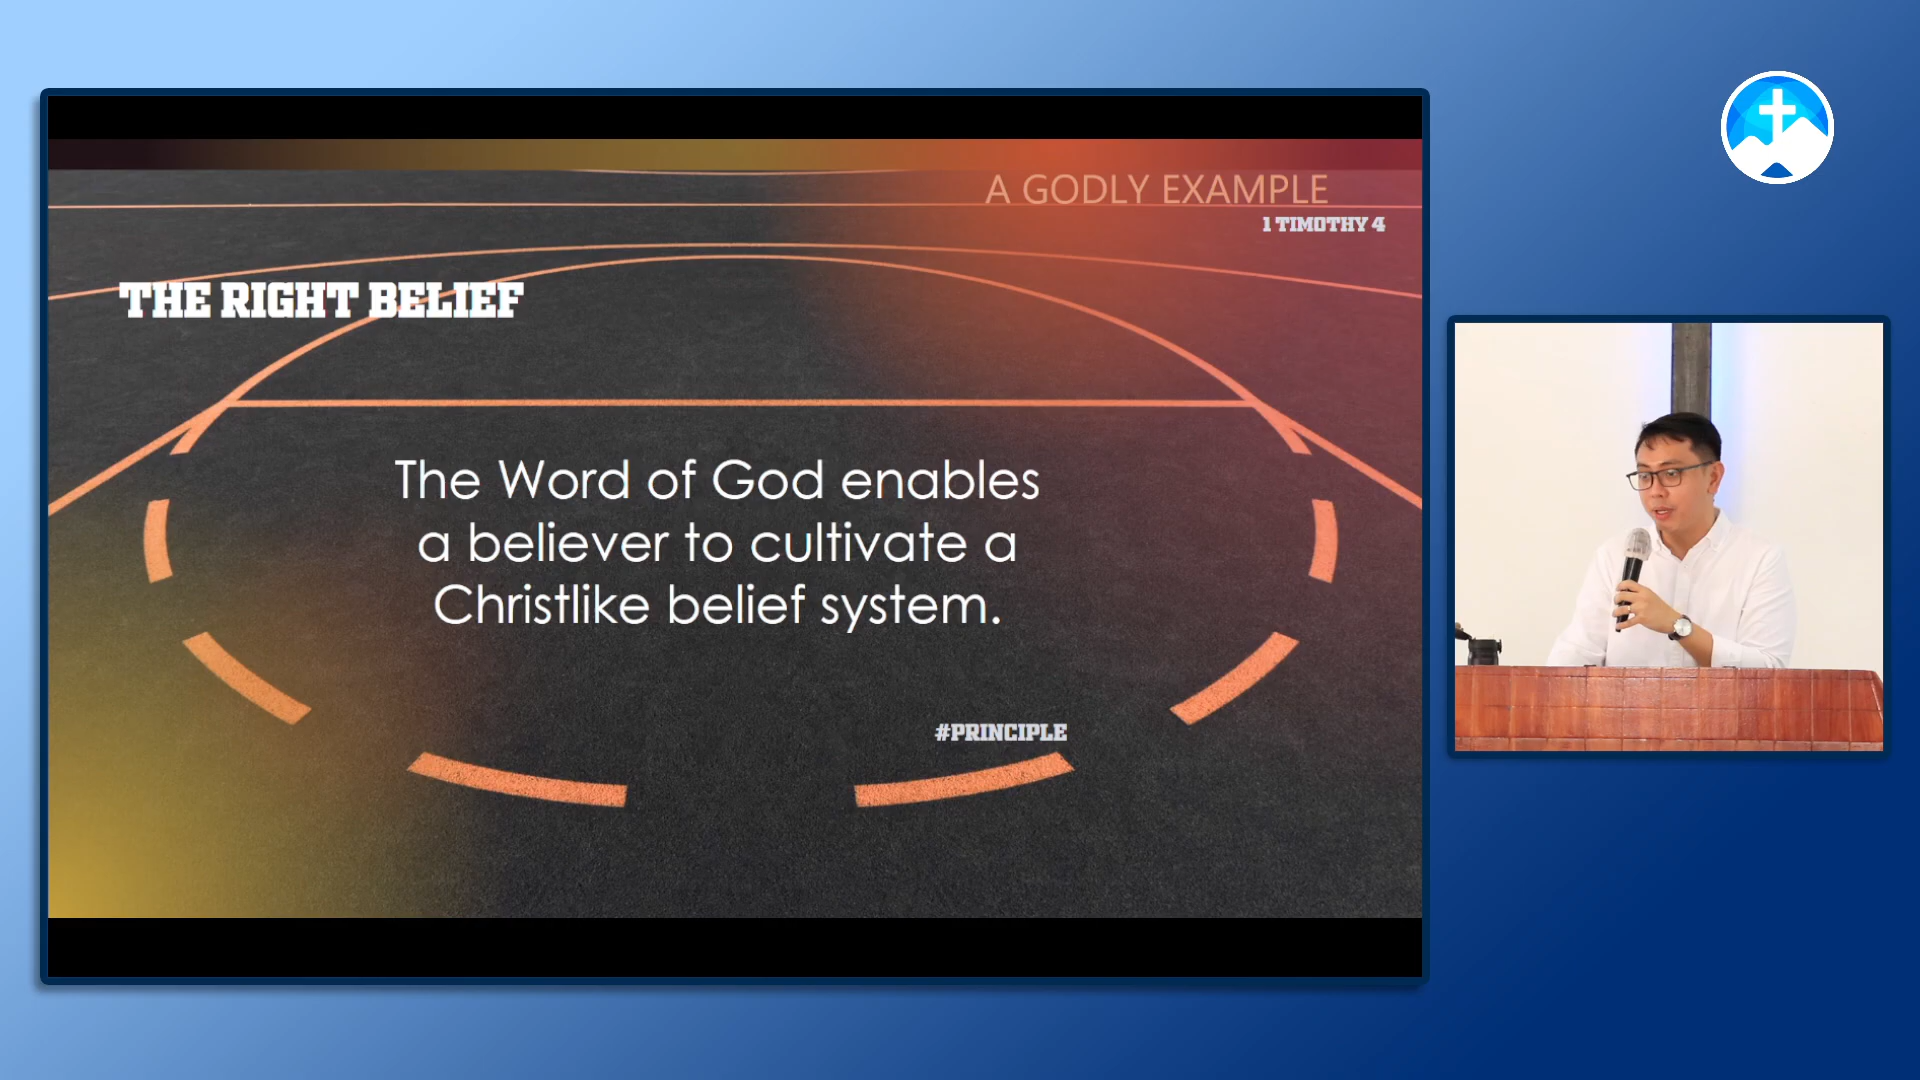 A GODLY EXAMPLE
1 TIMOTHY 4
THE RIGHT BELIEF
The Word of God enables
a believer to cultivate a
Christlike belief system.
#PRINCIPLE